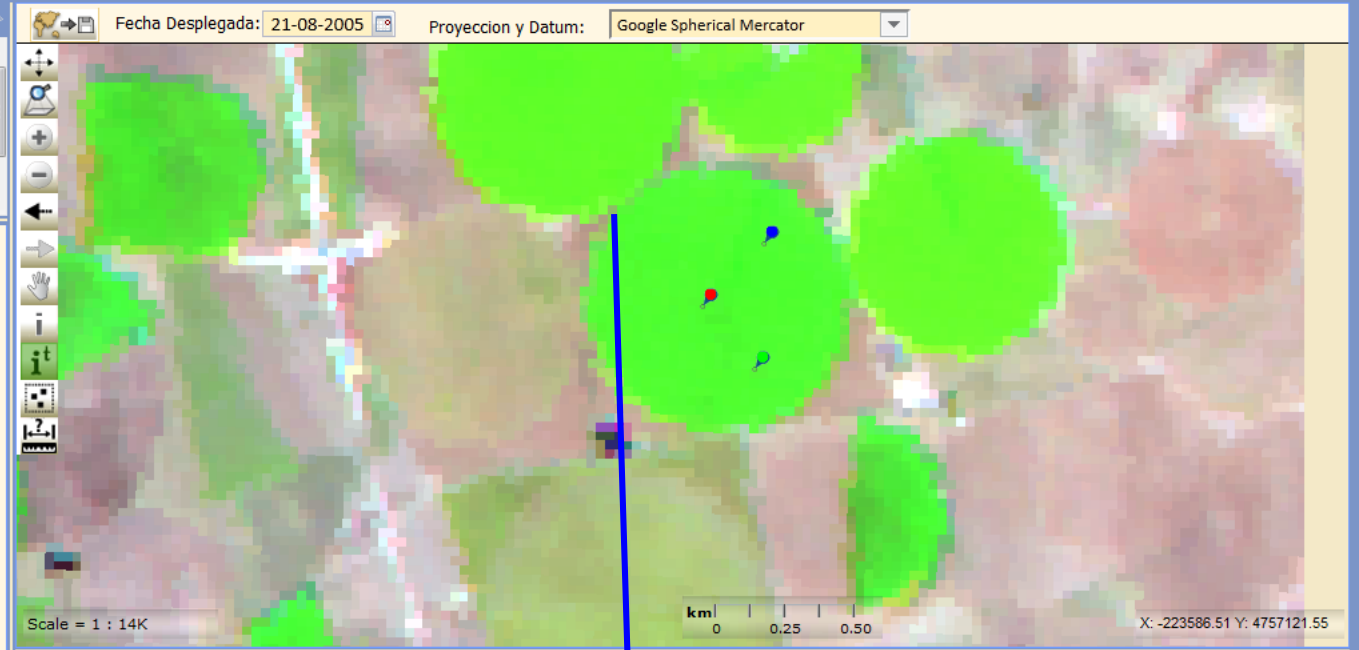 Fecha Desplegada: 21-08-2005 Proyeccion y Datum: Google Spherical Mercator
i
i t
?
km
0 0.25 0.50
Scale = 1 : 14K
X: -223586.51 Y: 4757121.55